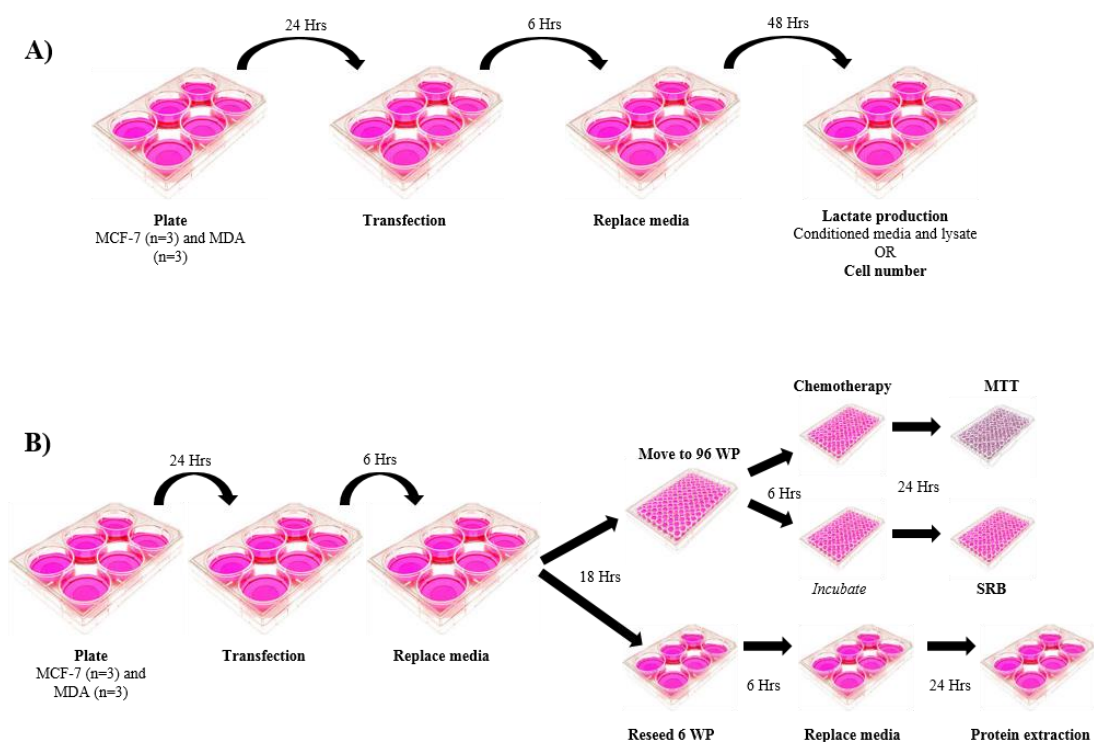 A)
24 Hrs
6 Hrs
48 Hrs
Plate
MCF-7 (n=3) and MDA
(n=3)
Transfection
Replace media
Lactate production
Conditioned media and lysate
OR
Cell number
B)
24 Hrs
6 Hrs
Plate
MCF-7 (n=3) and
MDA (n=3)
Transfection
Replace media
18 Hrs
Move to 96 WP
6 Hrs
Chemotherapy
MTT
24 Hrs
Incubate
SRB
Reseed 6 WP
6 Hrs
Replace media
24 Hrs
Protein extraction